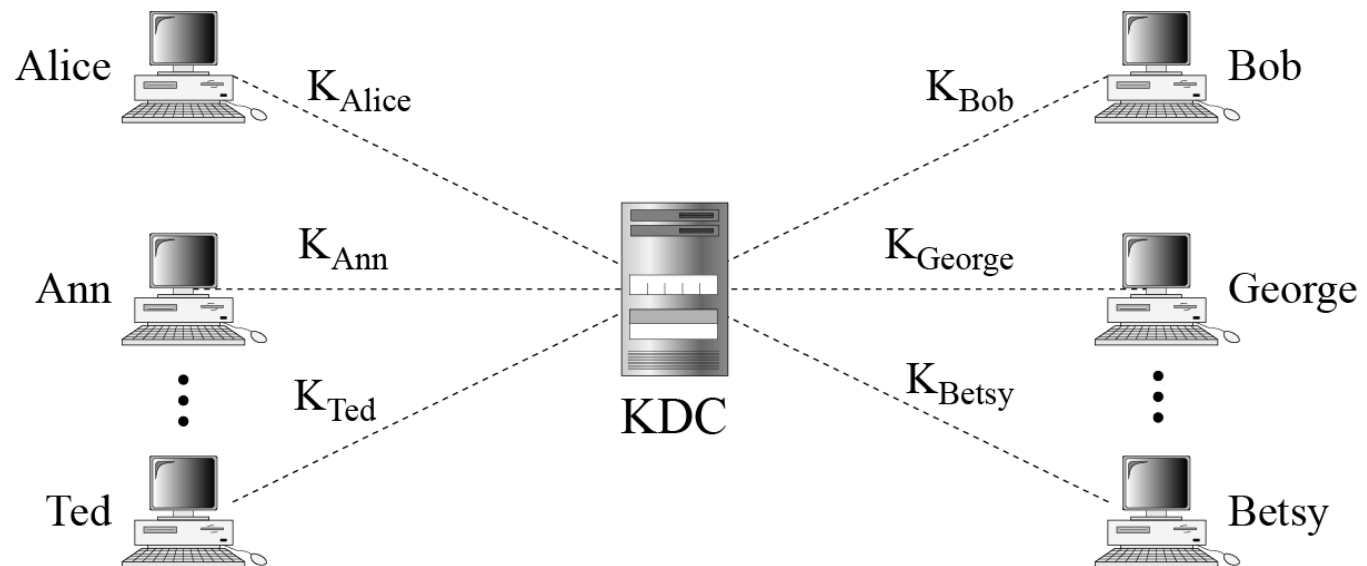 Alice
K_Alice
K_Bob
Bob
Ann
K_Ann
K_George
George
K_Ted
KDC
K_Betsy
Ted
Betsy